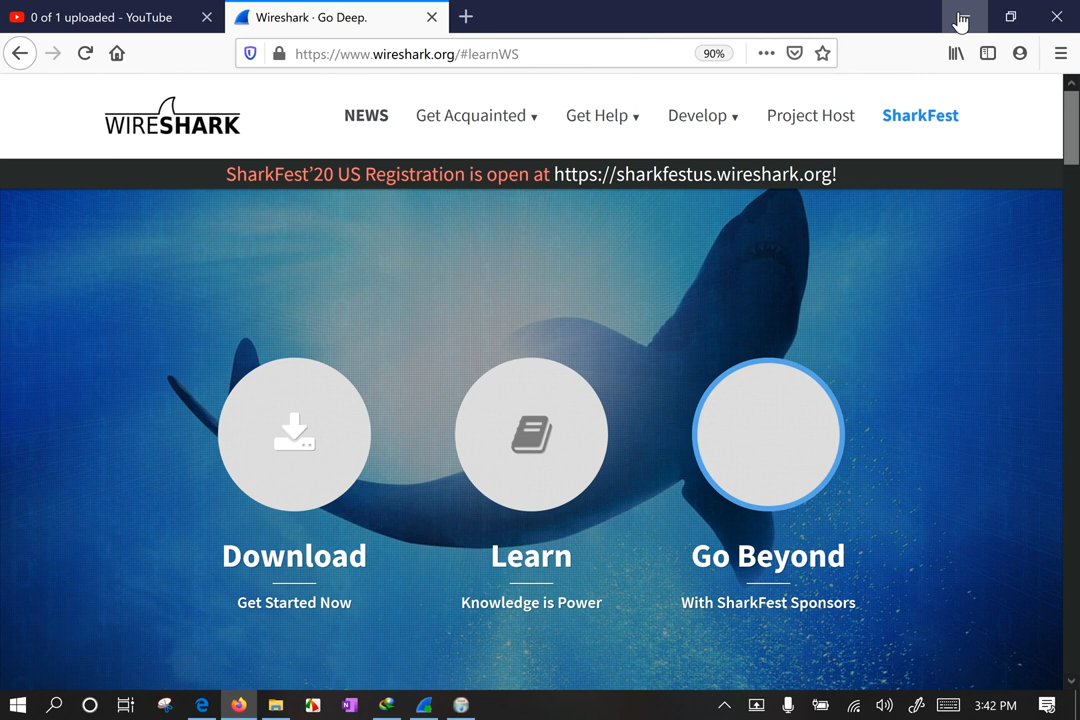 0 of 1 uploaded - YouTube
Wireshark · Go Deep.
https://www.wireshark.org/#learnWS
90%
WIRESHARK
NEWS
Get Acquainted ▾
Get Help ▾
Develop ▾
Project Host
SharkFest
SharkFest'20 US Registration is open at https://sharkfestus.wireshark.org!
Download
Learn
Go Beyond
Get Started Now
Knowledge is Power
With SharkFest Sponsors
3:42 PM